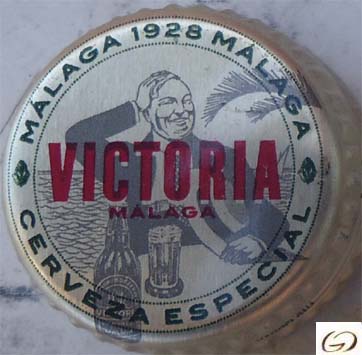 MÁLAGA 1928 MÁLAGA
VICTORIA
MÁLAGA
CERVEZA ESPECIAL